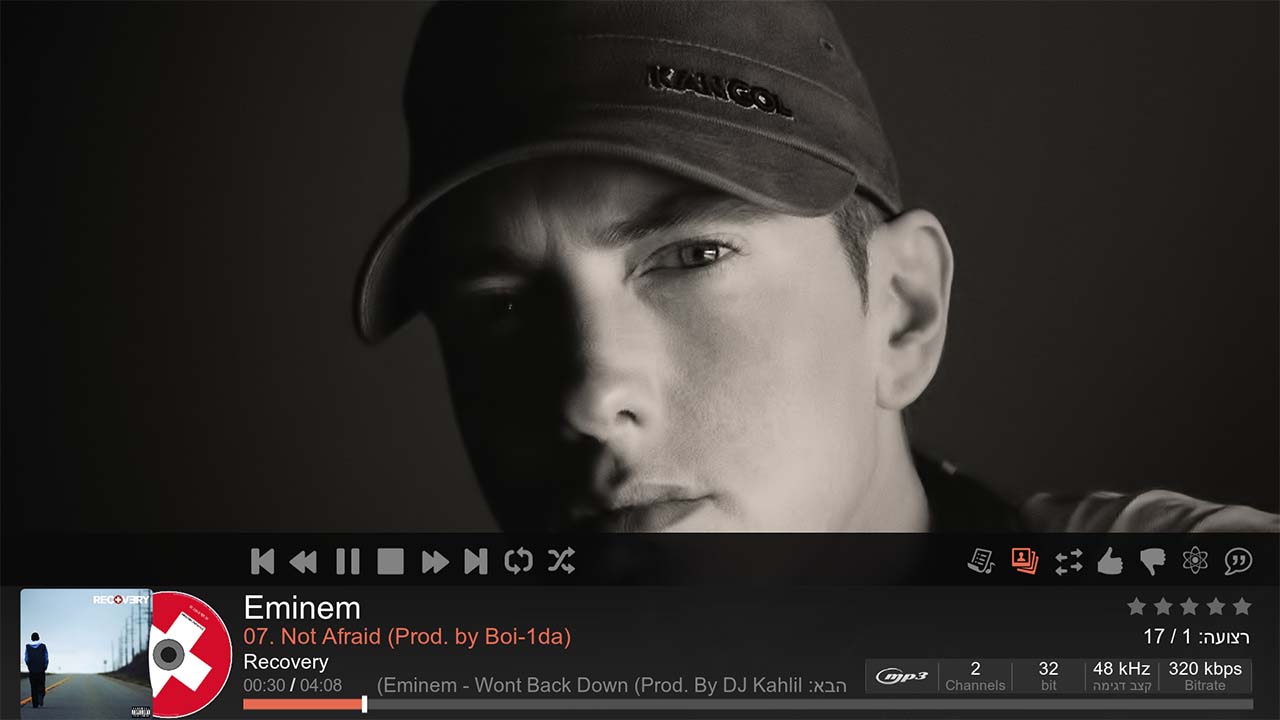 KANGOL
RECOVERY
Eminem
07. Not Afraid (Prod. by Boi-1da)
רצועה: 1 / 17
Recovery
00:30 / 04:08
הבא: Eminem - Wont Back Down (Prod. By DJ Kahlil)
mp3
2
Channels
32
bit
48 kHz
קצב דגימה
320 kbps
Bitrate